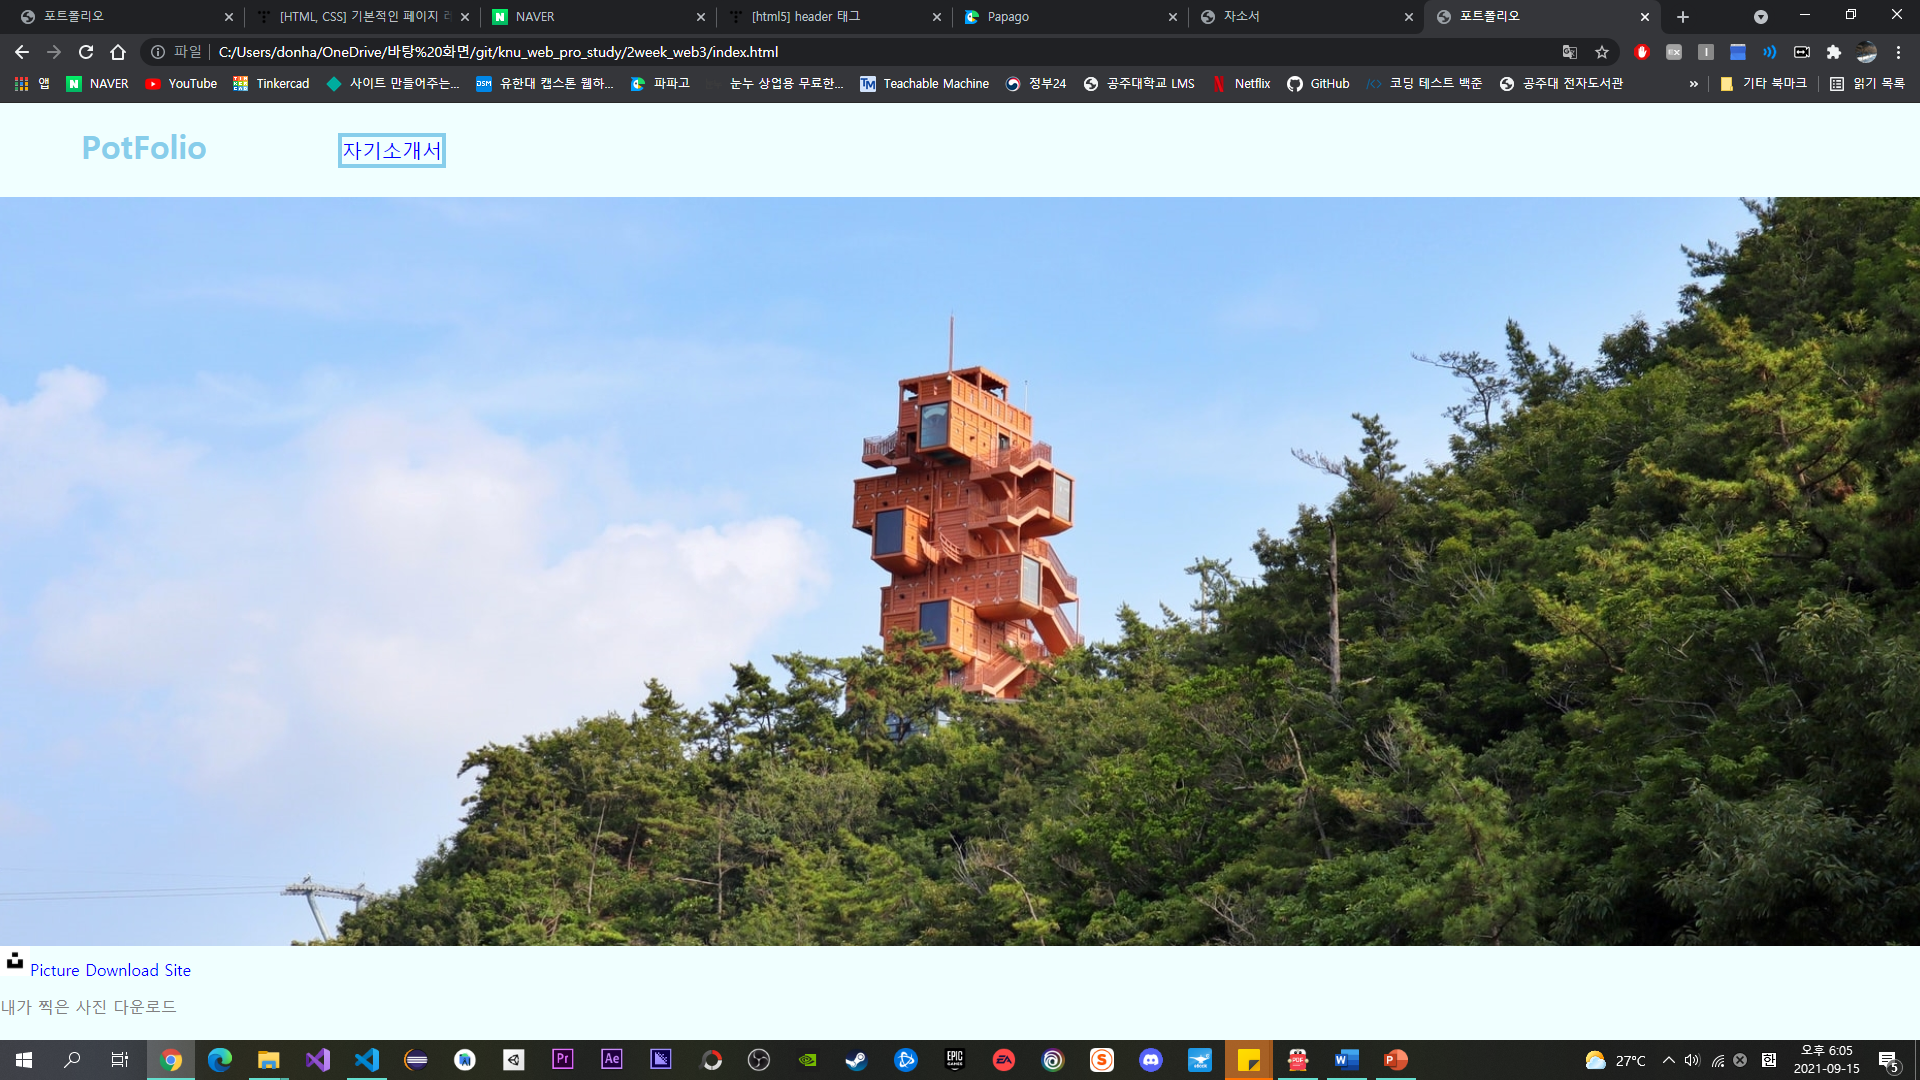 포트폴리오
[HTML, CSS] 기본적인 페이지 레
NAVER
[html5] header 태그
Papago
자소서
포트폴리오
파일
C:/Users/donha/OneDrive/바탕%20화면/git/knu_web_pro_study/2week_web3/index.html
앱
NAVER
YouTube
Tinkercad
사이트 만들어주는...
유한대 캡스톤 웹하...
파파고
눈누 상업용 무료한...
Teachable Machine
정부24
공주대학교 LMS
Netflix
GitHub
코딩 테스트 백준
공주대 전자도서관
»
기타 북마크
읽기 목록
PotFolio
자기소개서
Picture Download Site
내가 찍은 사진 다운로드
27°C
한
오후 6:05
2021-09-15
5